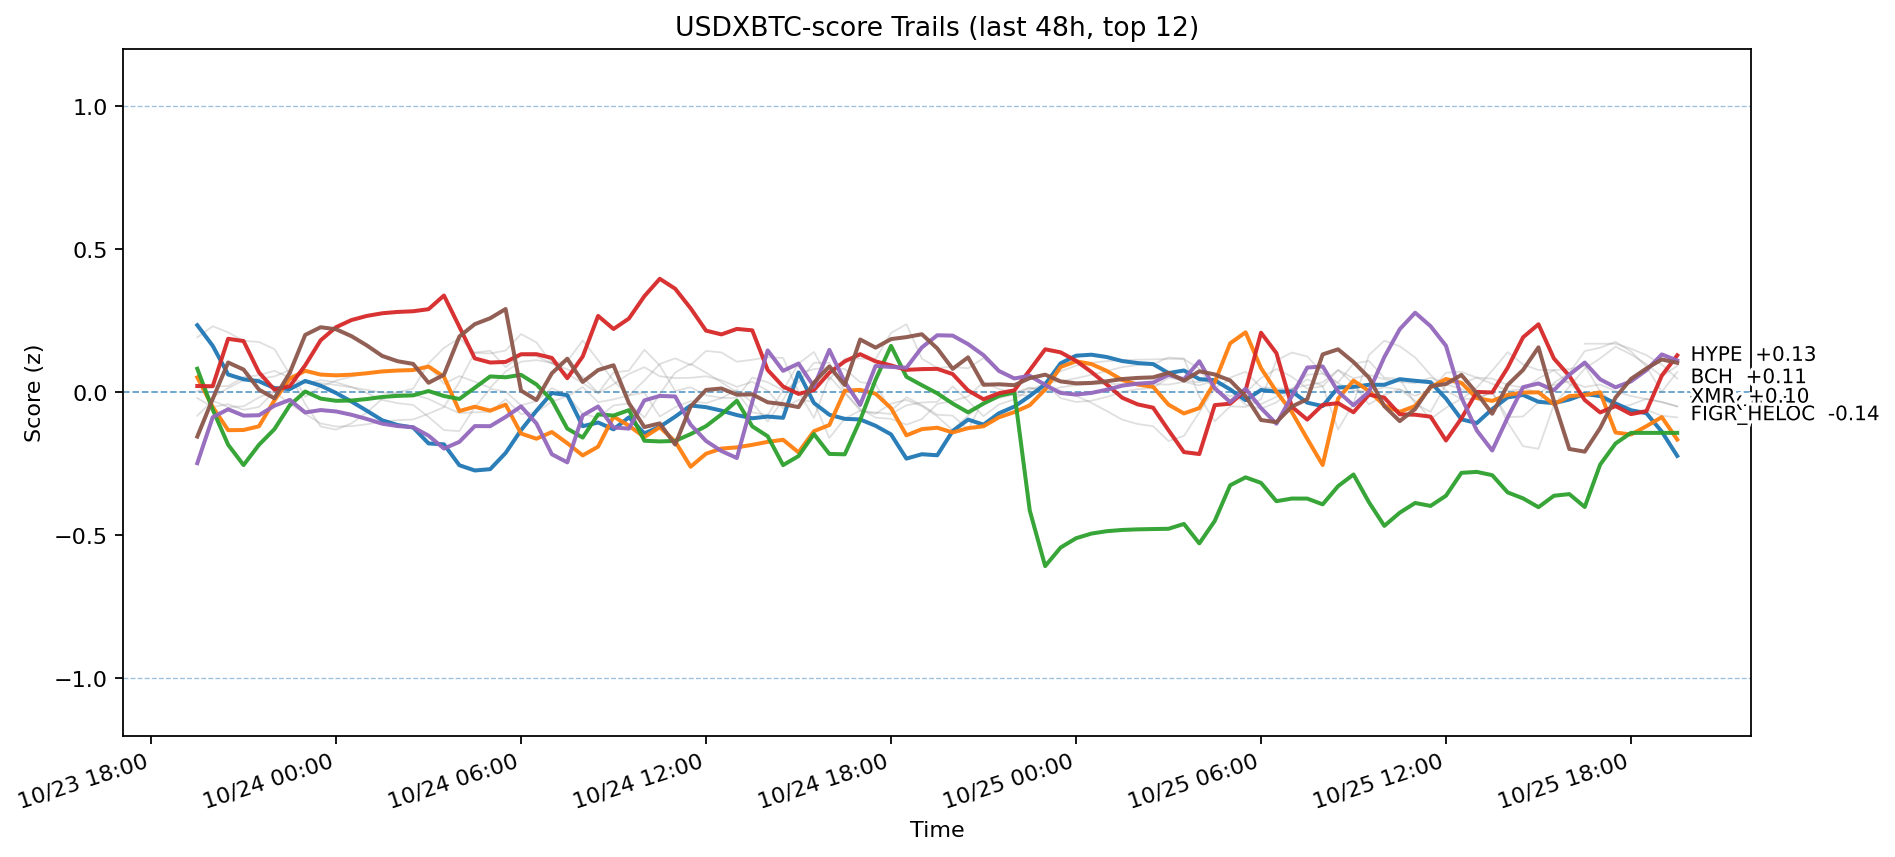 USDXBTC-score Trails (last 48h, top 12)
Score (z)
1.0
0.5
0.0
−0.5
−1.0
HYPE +0.13
BCH +0.11
XMR +0.10
FIGR_HELOC -0.14
10/23 18:00
10/24 00:00
10/24 06:00
10/24 12:00
10/24 18:00
10/25 00:00
10/25 06:00
10/25 12:00
10/25 18:00
Time